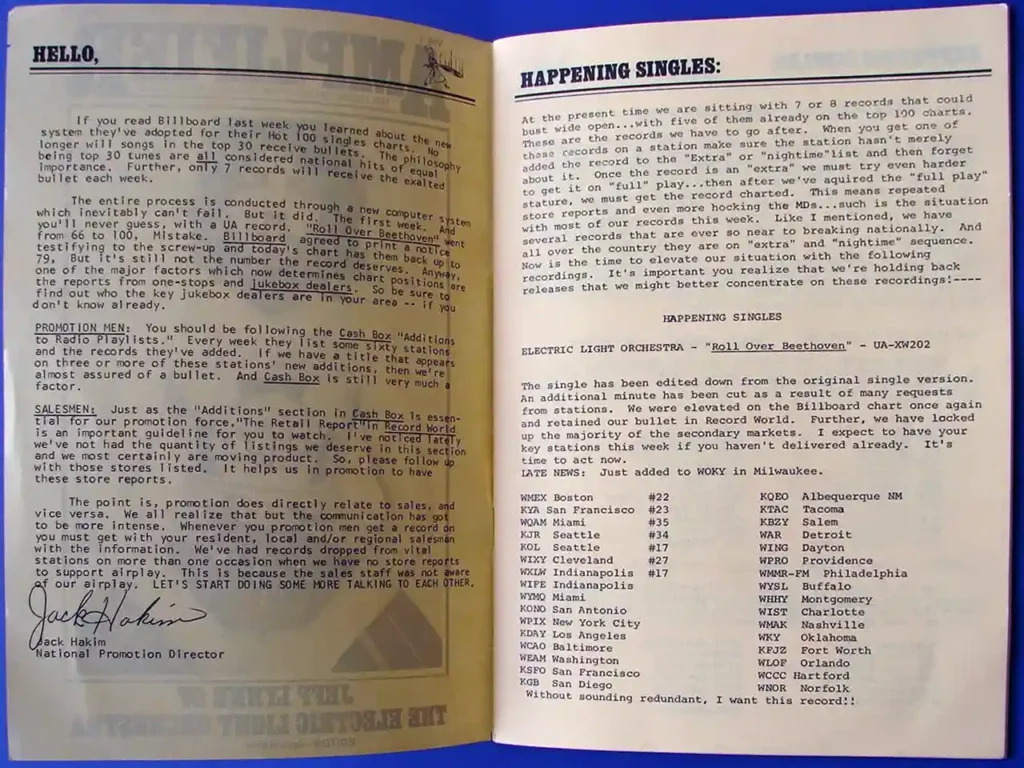 HELLO,
If you read Billboard last week you learned about the new
system they've adopted for their Hot 100 singles charts. No
longer will songs in the top 30 receive bullets. The philosophy
being top 30 tunes are all considered national hits of equal
importance. Further, only 7 records will receive the exalted
bullet each week.
The entire process is conducted through a new computer system
which inevitably can't fail. But it did. The first week. And
you'll never guess, with a UA record. "Roll Over Beethoven" went
from 66 to 100, Mistake. Billboard agreed to print a notice
testifying to the screw-up and today's chart has them back up to
79, But it's still not the number the record deserves. Anyway,
one of the major factors which now determines chart positions are
the reports from one-stops and jukebox dealers. So be sure to
find out who the key jukebox dealers are in your area -- if you
don't know already.
PROMOTION MEN: You should be following the Cash Box "Additions
to Radio Playlists." Every week they list some sixty stations
and the records they've added. If we have a title that appears
on three or more of these stations' new additions, then we're
almost assured of a bullet. And Cash Box is still very much a
factor.
SALESMEN: Just as the "Additions" section in Cash Box is essen-
tial for our promotion force,"The Retail Report"in Record World
is an important guideline for you to watch. I've noticed lately
we've not had the quantity of listings we deserve in this section
and we most certainly are moving product. So, please follow up
with those stores listed. It helps us in promotion to have
these store reports.
The point is, promotion does directly relate to sales, and
vice versa. We all realize that but the communication has got
to be more intense. Whenever you promotion men get a record on
you must get with your resident, local and/or regional salesman
with the information. We've had records dropped from vital
stations on more than one occasion when we had no store reports
to support airplay. This is because the sales staff was not aware
of our airplay. LET'S START DOING SOME MORE TALKING TO EACH OTHER.
Jack Hakim
Jack Hakim
National Promotion Director
HAPPENING SINGLES:
At the present time we are sitting with 7 or 8 records that could
bust wide open...with five of them already on the top 100 charts.
These are the records we have to go after. When you get one of
these records on a station make sure the station hasn't merely
added the record to the "Extra" or "nightime"list and then forget
about it. Once the record is an "extra" we must try even harder
to get it on "full" play...then after we've aquired the "full play"
stature, we must get the record charted. This means repeated
store reports and even more hocking the MDs...such is the situation
with most of our records this week. Like I mentioned, we have
several records that are ever so near to breaking nationally. And
all over the country they are on "extra" and "nightime" sequence.
Now is the time to elevate our situation with the following
recordings. It's important you realize that we're holding back
releases that we might better concentrate on these recordings!----
HAPPENING SINGLES
ELECTRIC LIGHT ORCHESTRA - "Roll Over Beethoven" - UA-XW202
The single has been edited down from the original single version.
An additional minute has been cut as a result of many requests
from stations. We were elevated on the Billboard chart once again
and retained our bullet in Record World. Further, we have locked
up the majority of the secondary markets. I expect to have your
key stations this week if you haven't delivered already. It's
time to act now.
LATE NEWS: Just added to WOKY in Milwaukee.
WMEX Boston #22 KQEO Albequerque NM
KYA San Francisco #23 KTAC Tacoma
WQAM Miami #35 KBZY Salem
KJR Seattle #34 WAR Detroit
KOL Seattle #17 WING Dayton
WIXY Cleveland #27 WPRO Providence
WXLW Indianapolis #17 WMMR-FM Philadelphia
WIFE Indianapolis WYSL Buffalo
WYMQ Miami WHHY Montgomery
KONO San Antonio WIST Charlotte
WPIX New York City WMAK Nashville
KDAY Los Angeles WKY Oklahoma
WCAO Baltimore KFJZ Fort Worth
WEAM Washington WLOF Orlando
KSFO San Francisco WCCC Hartford
KGB San Diego WNOR Norfolk
Without sounding redundant, I want this record!!